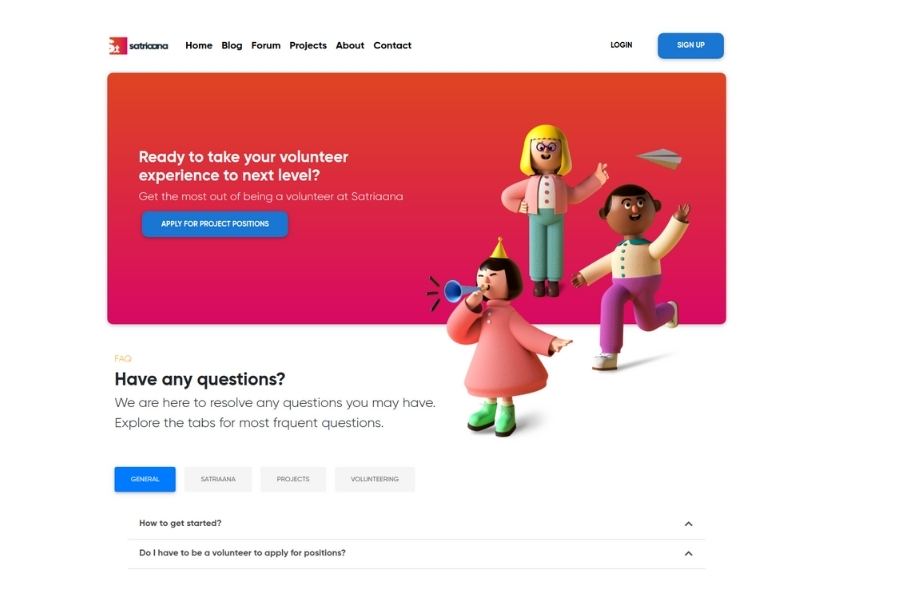 satriaana
Home Blog Forum Projects About Contact
LOGIN
SIGN UP
Ready to take your volunteer
experience to next level?
Get the most out of being a volunteer at Satriaana
APPLY FOR PROJECT POSITIONS
FAQ
Have any questions?
We are here to resolve any questions you may have.
Explore the tabs for most frquent questions.
GENERAL
SATRIAANA
PROJECTS
VOLUNTEERING
How to get started?
Do I have to be a volunteer to apply for positions?